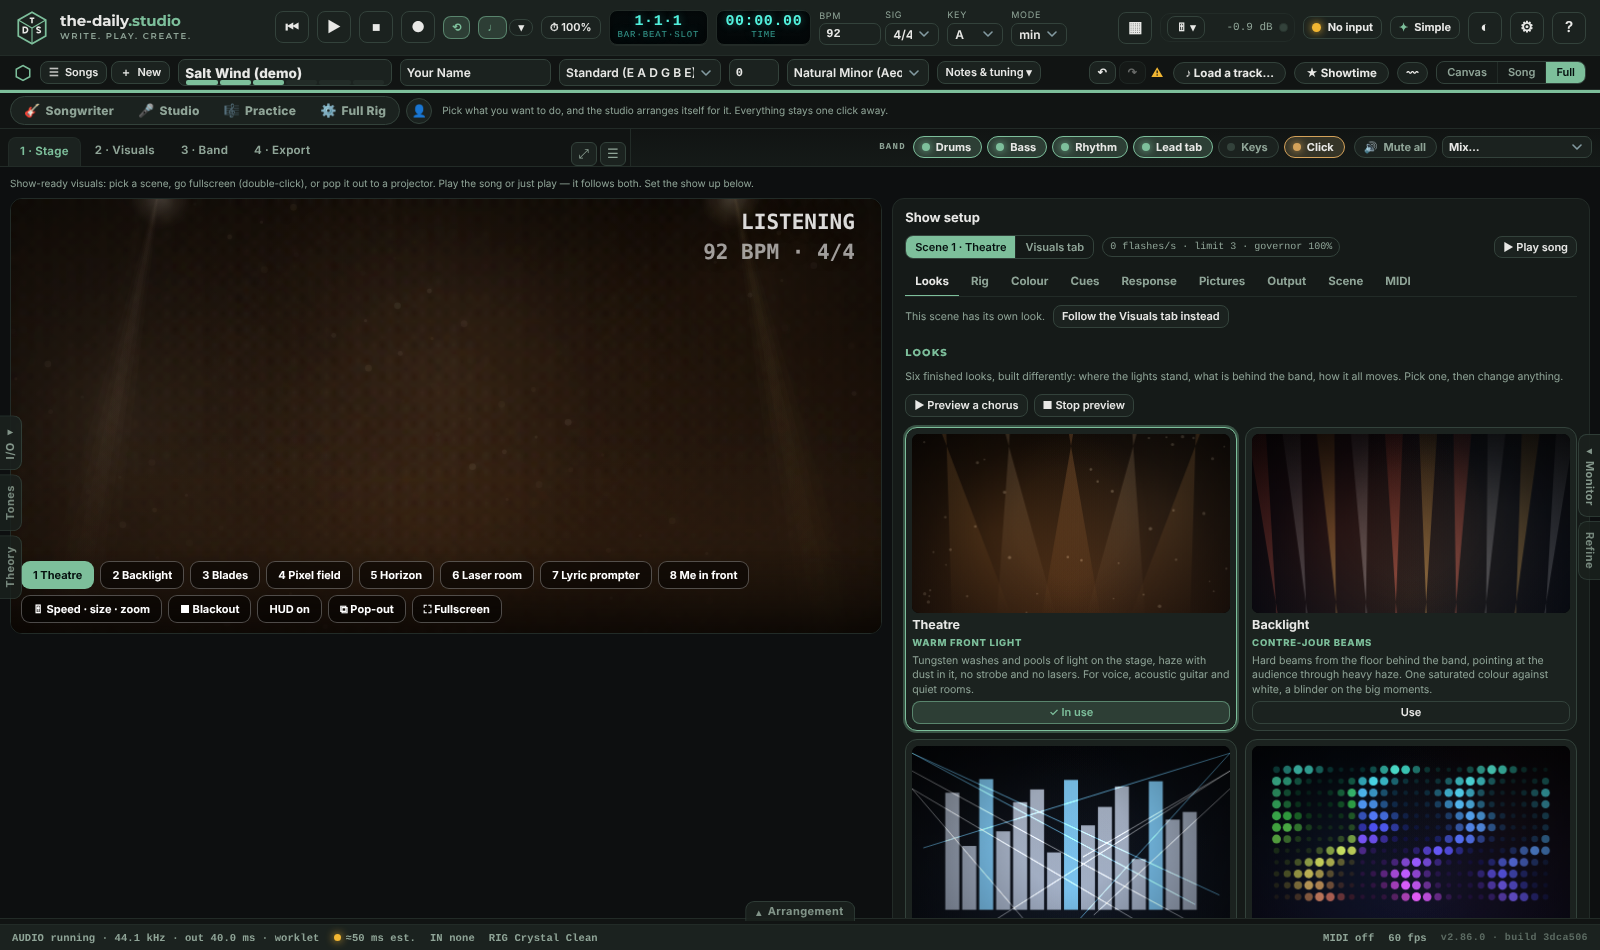 the-daily.studio
WRITE. PLAY. CREATE.
100%
1·1·1
BAR·BEAT·SLOT
00:00.00
TIME
BPM
92
SIG
4/4
KEY
A
MODE
min
-0.9 dB
No input
Simple
?
Songs
+ New
Salt Wind (demo)
Your Name
Standard (E A D G B E)
0
Natural Minor (Aec
Notes & tuning
Load a track...
Showtime
Canvas
Song
Full
Songwriter
Studio
Practice
Full Rig
Pick what you want to do, and the studio arranges itself for it. Everything stays one click away.
1 · Stage
2 · Visuals
3 · Band
4 · Export
BAND
Drums
Bass
Rhythm
Lead tab
Keys
Click
Mute all
Mix...
Show-ready visuals: pick a scene, go fullscreen (double-click), or pop it out to a projector. Play the song or just play — it follows both. Set the show up below.
LISTENING
92 BPM · 4/4
I/O
Tones
Theory
1 Theatre
2 Backlight
3 Blades
4 Pixel field
5 Horizon
6 Laser room
7 Lyric prompter
8 Me in front
Speed · size · zoom
Blackout
HUD on
Pop-out
Fullscreen
Show setup
Scene 1 · Theatre
Visuals tab
0 flashes/s · limit 3 · governor 100%
Play song
Looks
Rig
Colour
Cues
Response
Pictures
Output
Scene
MIDI
This scene has its own look.
Follow the Visuals tab instead
LOOKS
Six finished looks, built differently: where the lights stand, what is behind the band, how it all moves. Pick one, then change anything.
Preview a chorus
Stop preview
Theatre
WARM FRONT LIGHT
Tungsten washes and pools of light on the stage, haze with
dust in it, no strobe and no lasers. For voice, acoustic guitar and
quiet rooms.
✓ In use
Backlight
CONTRE-JOUR BEAMS
Hard beams from the floor behind the band, pointing at the
audience through heavy haze. One saturated colour against
white, a blinder on the big moments.
Use
Monitor
Refine
Arrangement
AUDIO running · 44.1 kHz · out 40.0 ms · worklet
≈50 ms est.
IN none
RIG Crystal Clean
MIDI off
60 fps
v2.86.0 · build 3dca506